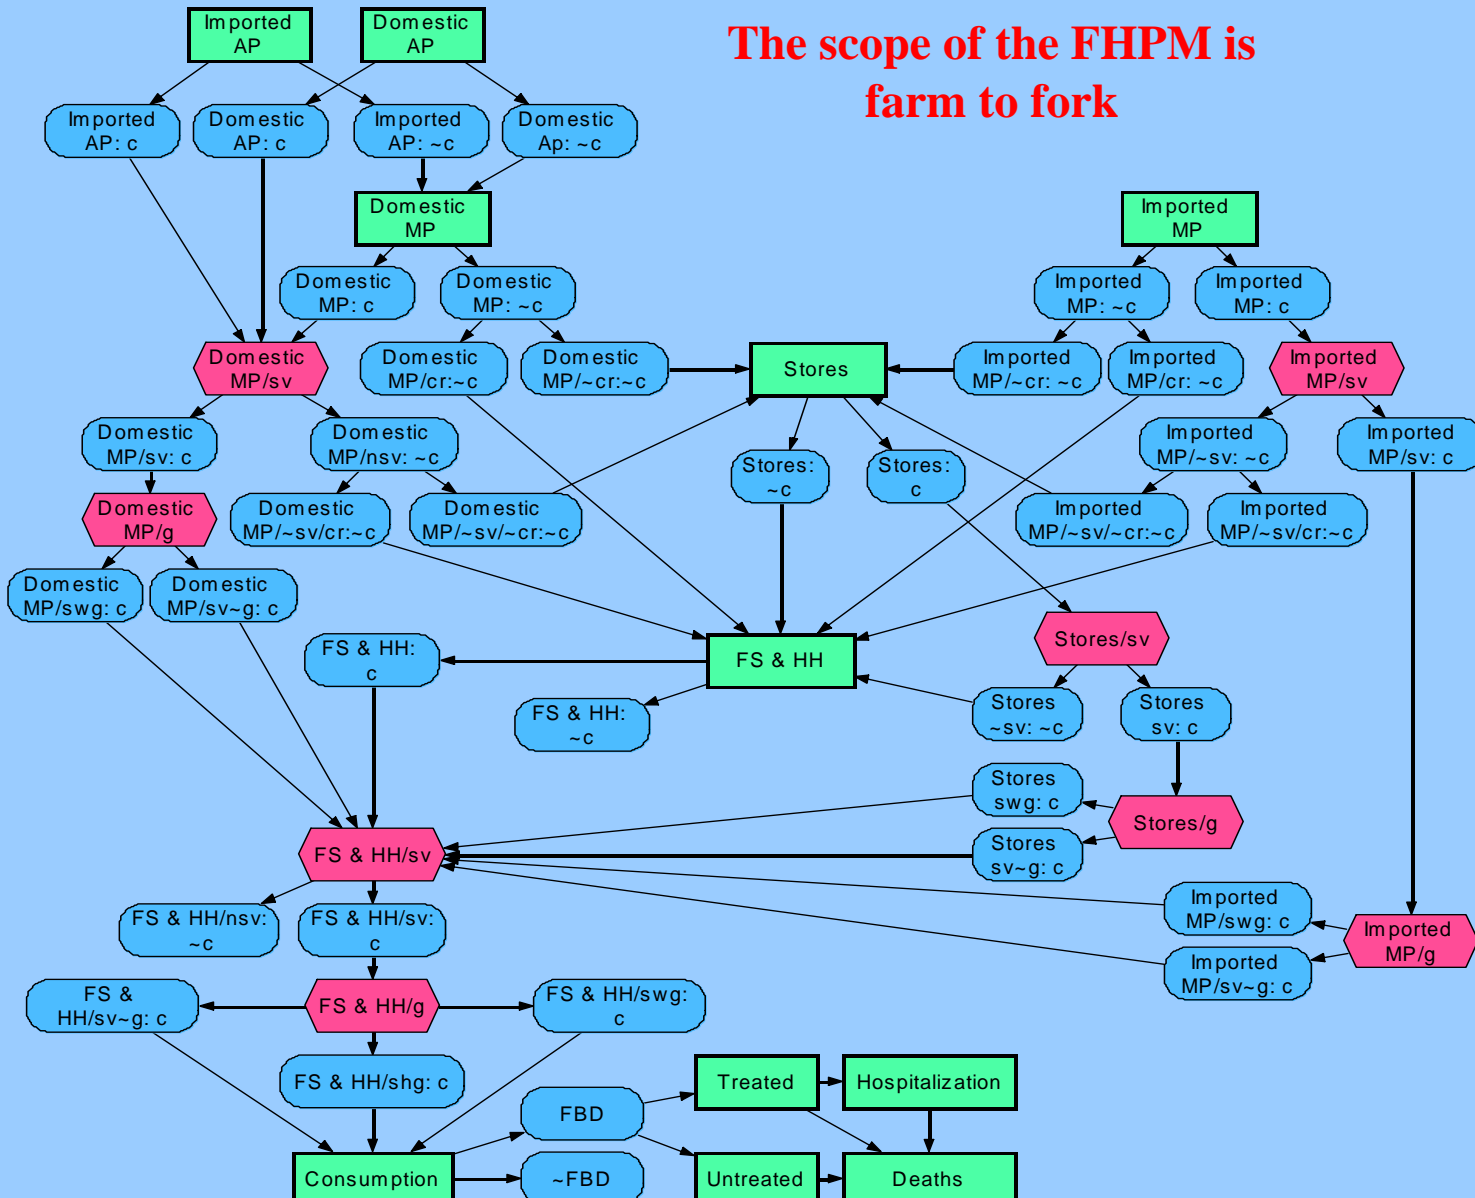 The scope of the FHPM is
farm to fork
Imported
AP
Domestic
AP
Imported
AP: c
Domestic
AP: c
Imported
AP: ~c
Domestic
Ap: ~c
Domestic
MP
Imported
MP
Domestic
MP: c
Domestic
MP: ~c
Imported
MP: ~c
Imported
MP: c
Domestic
MP/sv
Domestic
MP/cr:~c
Domestic
MP/~cr:~c
Stores
Imported
MP/~cr: ~c
Imported
MP/cr: ~c
Imported
MP/sv
Domestic
MP/sv: c
Domestic
MP/nsv: ~c
Stores:
~c
Stores:
c
Imported
MP/~sv: ~c
Imported
MP/sv: c
Domestic
MP/g
Domestic
MP/~sv/cr:~c
Domestic
MP/~sv/~cr:~c
Imported
MP/~sv/~cr:~c
Imported
MP/~sv/cr:~c
Domestic
MP/swg: c
Domestic
MP/sv~g: c
FS & HH:
c
FS & HH
Stores/sv
FS & HH:
~c
Stores
~sv: ~c
Stores
sv: c
Stores
swg: c
Stores/g
FS & HH/sv
Stores
sv~g: c
FS & HH/nsv:
~c
FS & HH/sv:
c
Imported
MP/swg: c
Imported
MP/g
Imported
MP/sv~g: c
FS &
HH/sv~g: c
FS & HH/g
FS & HH/swg:
c
FS & HH/shg: c
FBD
Treated
Hospitalization
Consumption
~FBD
Untreated
Deaths